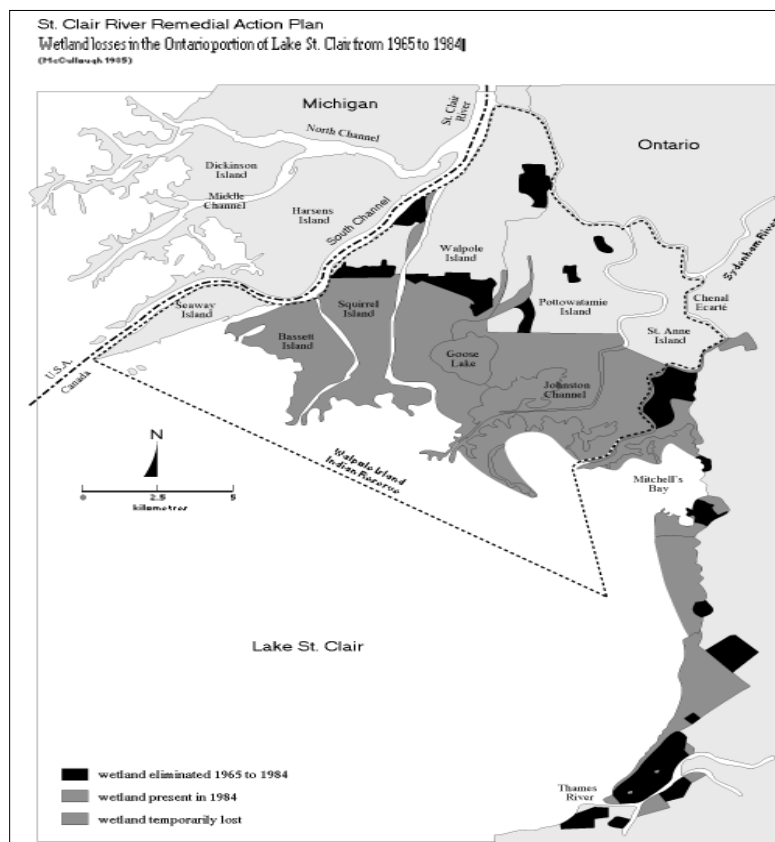 St. Clair River Remedial Action Plan
Wetland losses in the Ontario portion of Lake St. Clair from 1965 to 1984
(McCullough 1985)
Michigan
St. Clair
River
North Channel
Ontario
Dickinson
Island
Middle
Channel
Harsens
Island
South Channel
Sydenham River
Walpole
Island
Seaway
Island
Squirrel
Island
Pottowatamie
Island
Chenal
Ecarté
St. Anne
Island
Bassett
Island
Goose
Lake
U.S.A.
Canada
Johnston
Channel
N
0 2.5 5
kilometres
Walpole Island
Indian Reserve
Mitchell's
Bay
Lake St. Clair
wetland eliminated 1965 to 1984
wetland present in 1984
wetland temporarily lost
Thames
River